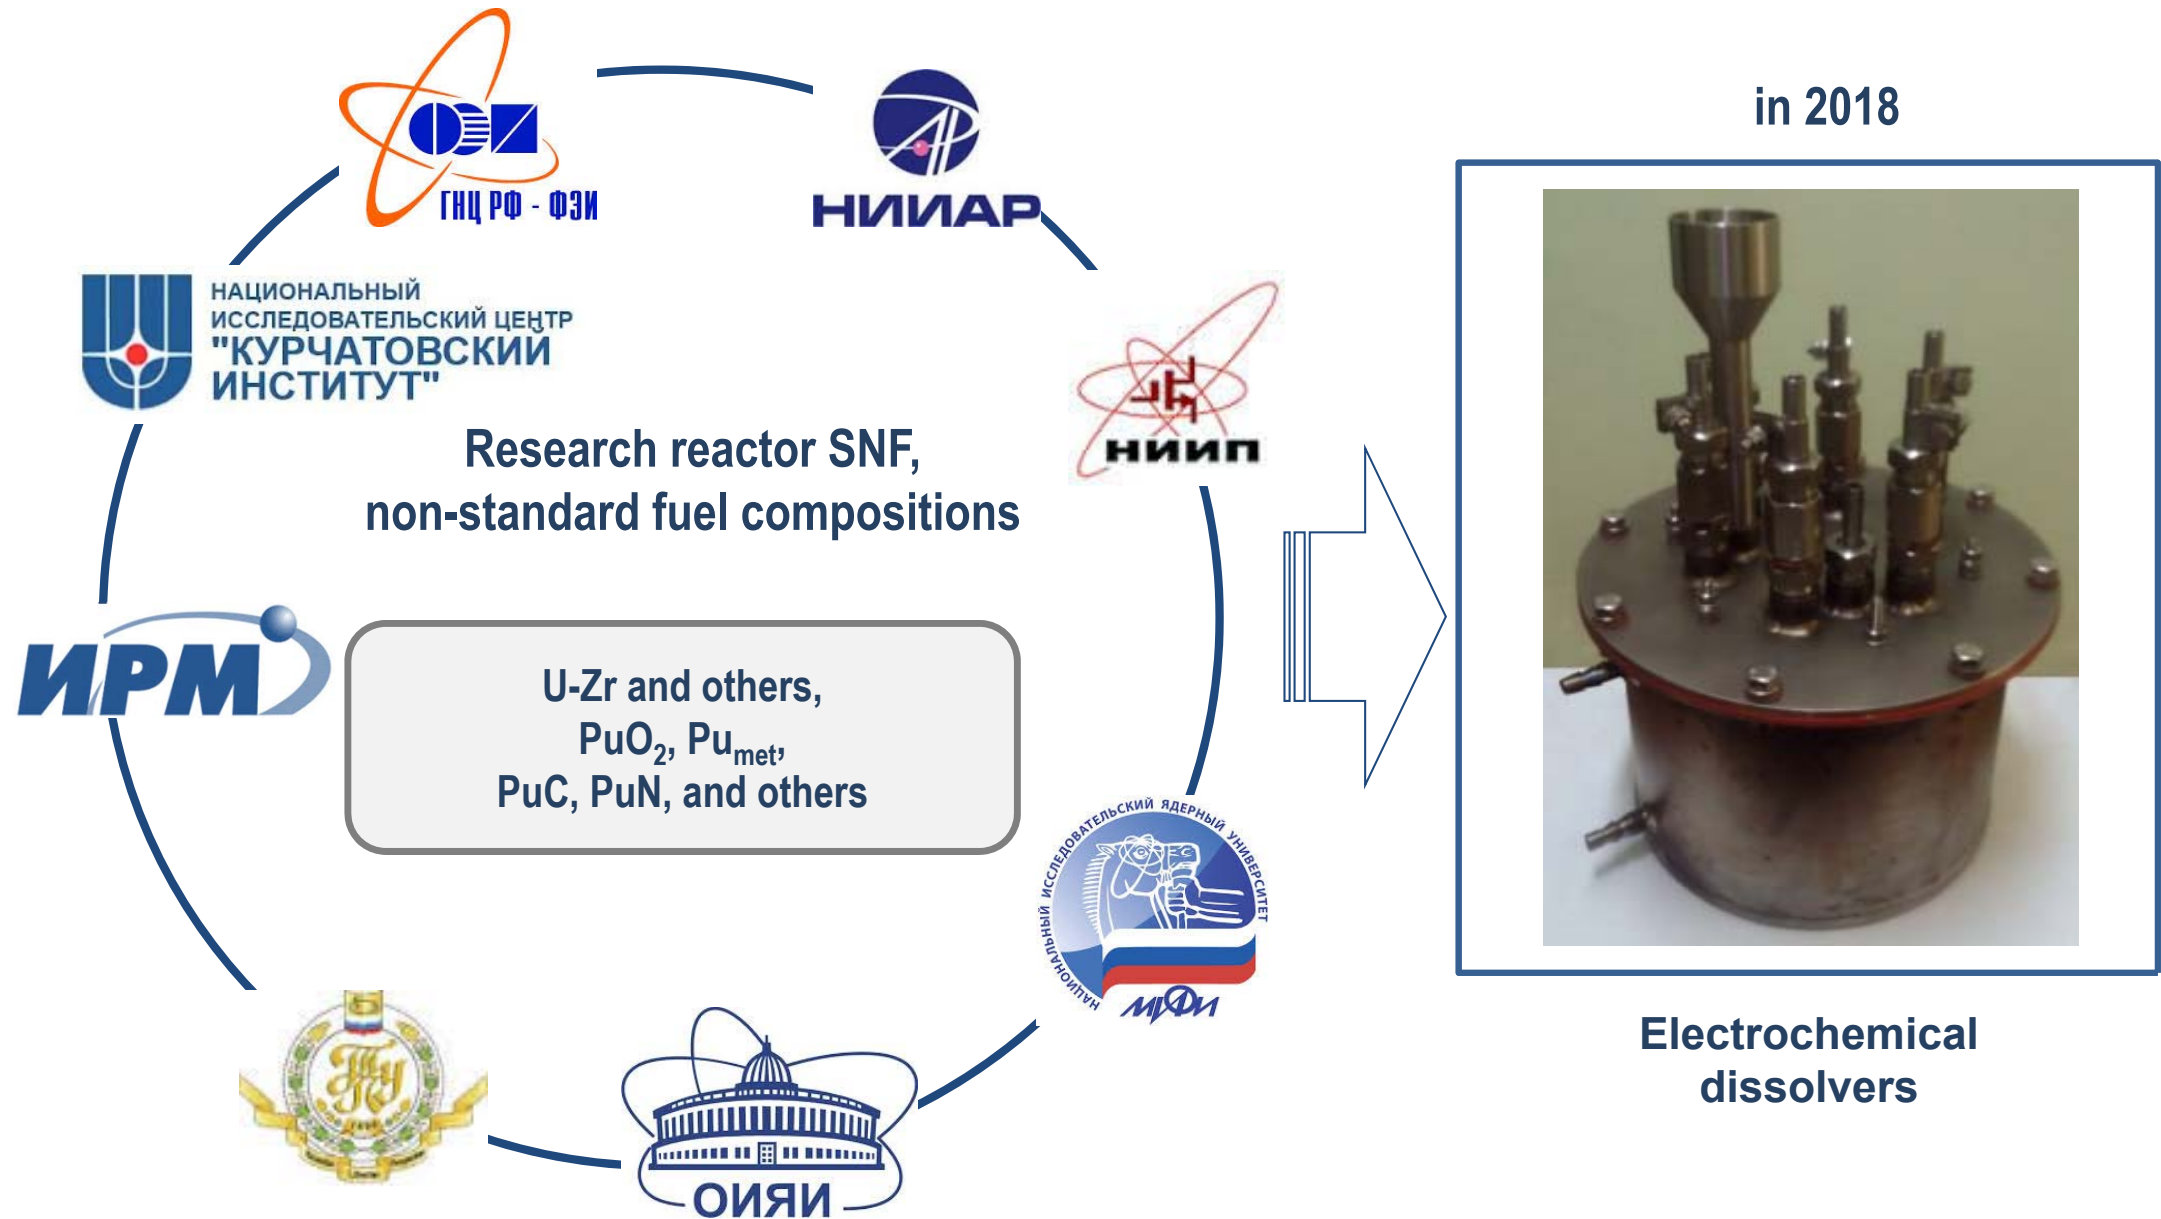 ФЭИ
ГНЦ РФ - ФЭИ
НИИАР
in 2018
НАЦИОНАЛЬНЫЙ
ИССЛЕДОВАТЕЛЬСКИЙ ЦЕНТР
"КУРЧАТОВСКИЙ
ИНСТИТУТ"
НИИП
Research reactor SNF,
non-standard fuel compositions
ИРМ
U-Zr and others,
PuO₂, Puₘₑₜ,
PuC, PuN, and others
НАЦИОНАЛЬНЫЙ ИССЛЕДОВАТЕЛЬСКИЙ ЯДЕРНЫЙ УНИВЕРСИТЕТ
МИФИ
ОИЯИ
Electrochemical
dissolvers